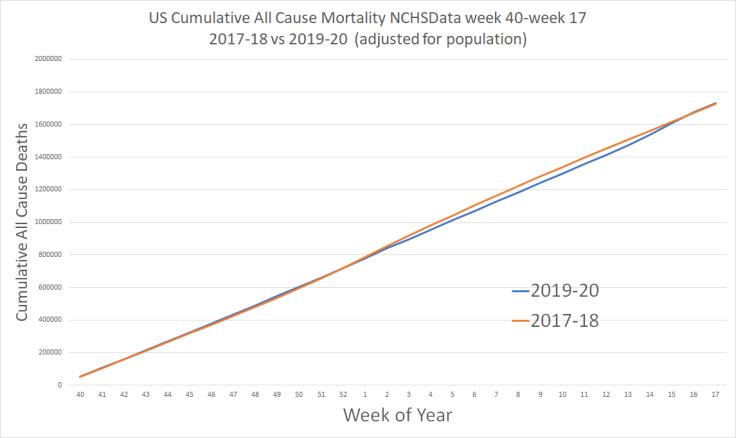 US Cumulative All Cause Mortality NCHSData week 40-week 17
2017-18 vs 2019-20 (adjusted for population)
Cumulative All Cause Deaths
2000000
1800000
1600000
1400000
1200000
1000000
800000
600000
400000
200000
0
2019-20
2017-18
40 41 42 43 44 45 46 47 48 49 50 51 52 1 2 3 4 5 6 7 8 9 10 11 12 13 14 15 16 17
Week of Year